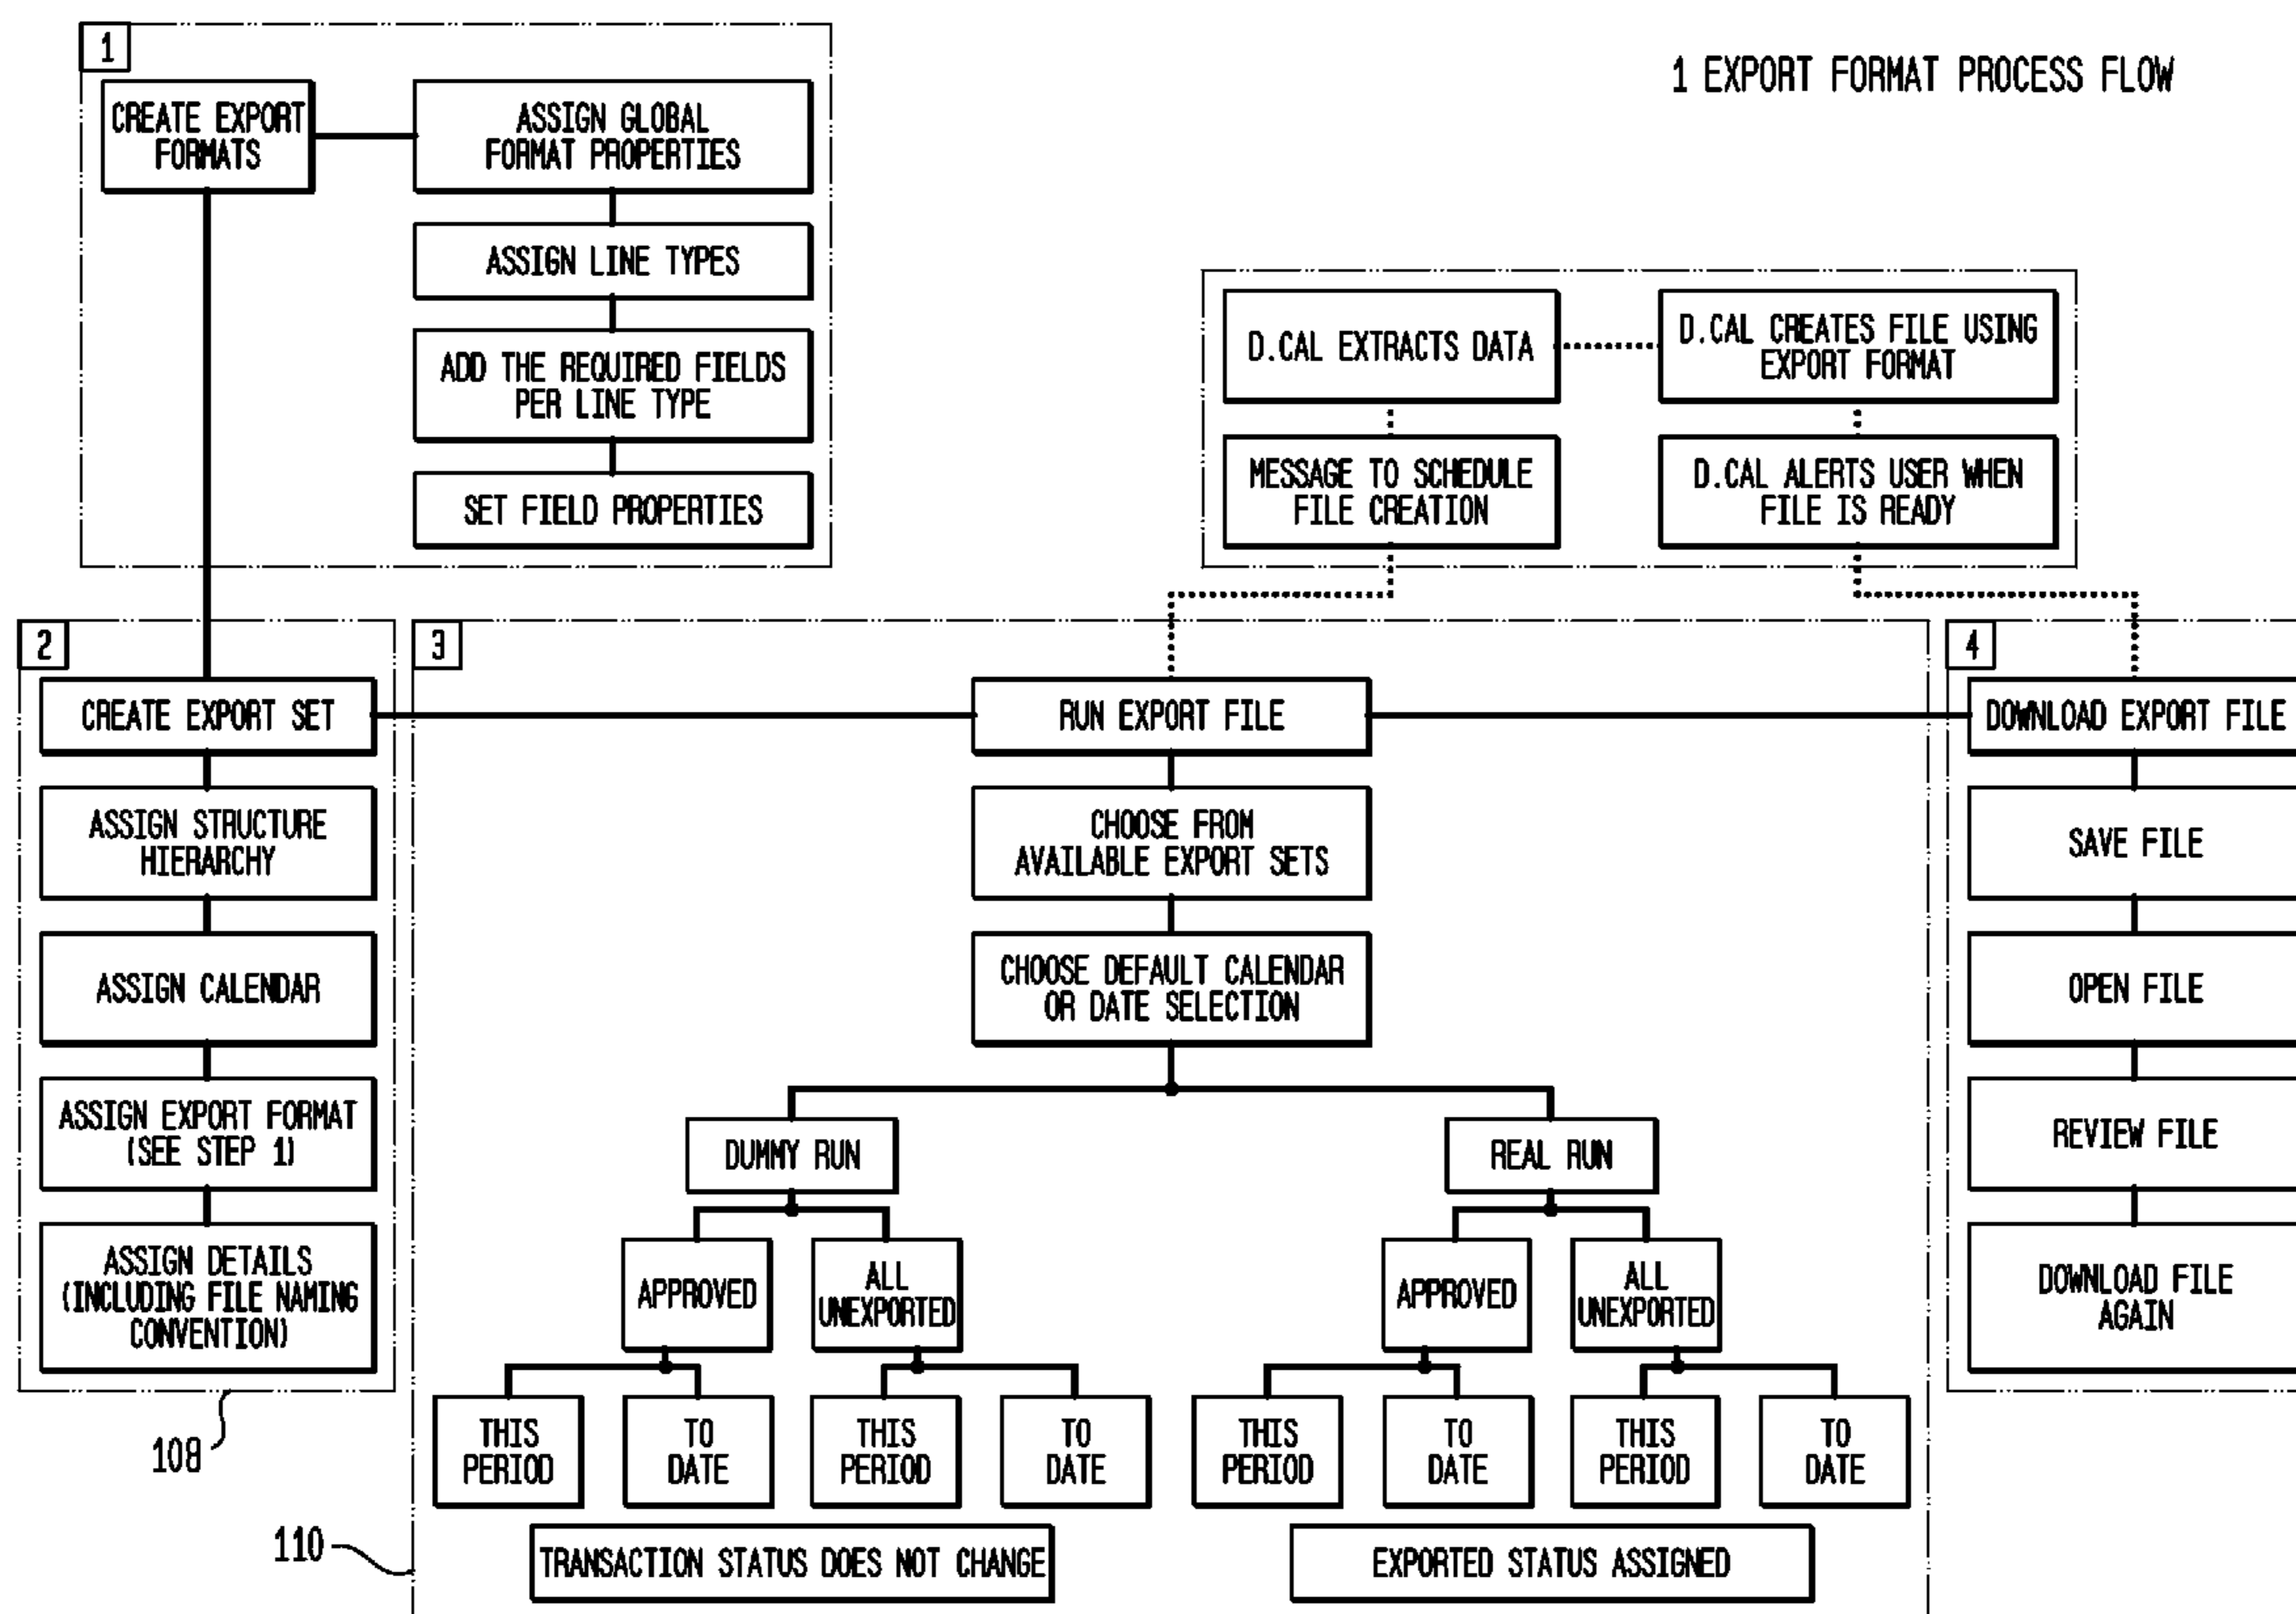 1 EXPORT FORMAT PROCESS FLOW
1
CREATE EXPORT
FORMATS
ASSIGN GLOBAL
FORMAT PROPERTIES
ASSIGN LINE TYPES
ADD THE REQUIRED FIELDS
PER LINE TYPE
SET FIELD PROPERTIES
D.CAL EXTRACTS DATA
D.CAL CREATES FILE USING
EXPORT FORMAT
MESSAGE TO SCHEDULE
FILE CREATION
D.CAL ALERTS USER WHEN
FILE IS READY
2
CREATE EXPORT SET
ASSIGN STRUCTURE
HIERARCHY
ASSIGN CALENDAR
ASSIGN EXPORT FORMAT
(SEE STEP 1)
ASSIGN DETAILS
(INCLUDING FILE NAMING
CONVENTION)
108
3
RUN EXPORT FILE
CHOOSE FROM
AVAILABLE EXPORT SETS
CHOOSE DEFAULT CALENDAR
OR DATE SELECTION
DUMMY RUN
REAL RUN
APPROVED
ALL
UNEXPORTED
APPROVED
ALL
UNEXPORTED
THIS
PERIOD
TO
DATE
THIS
PERIOD
TO
DATE
THIS
PERIOD
TO
DATE
THIS
PERIOD
TO
DATE
110
TRANSACTION STATUS DOES NOT CHANGE
EXPORTED STATUS ASSIGNED
4
DOWNLOAD EXPORT FILE
SAVE FILE
OPEN FILE
REVIEW FILE
DOWNLOAD FILE
AGAIN